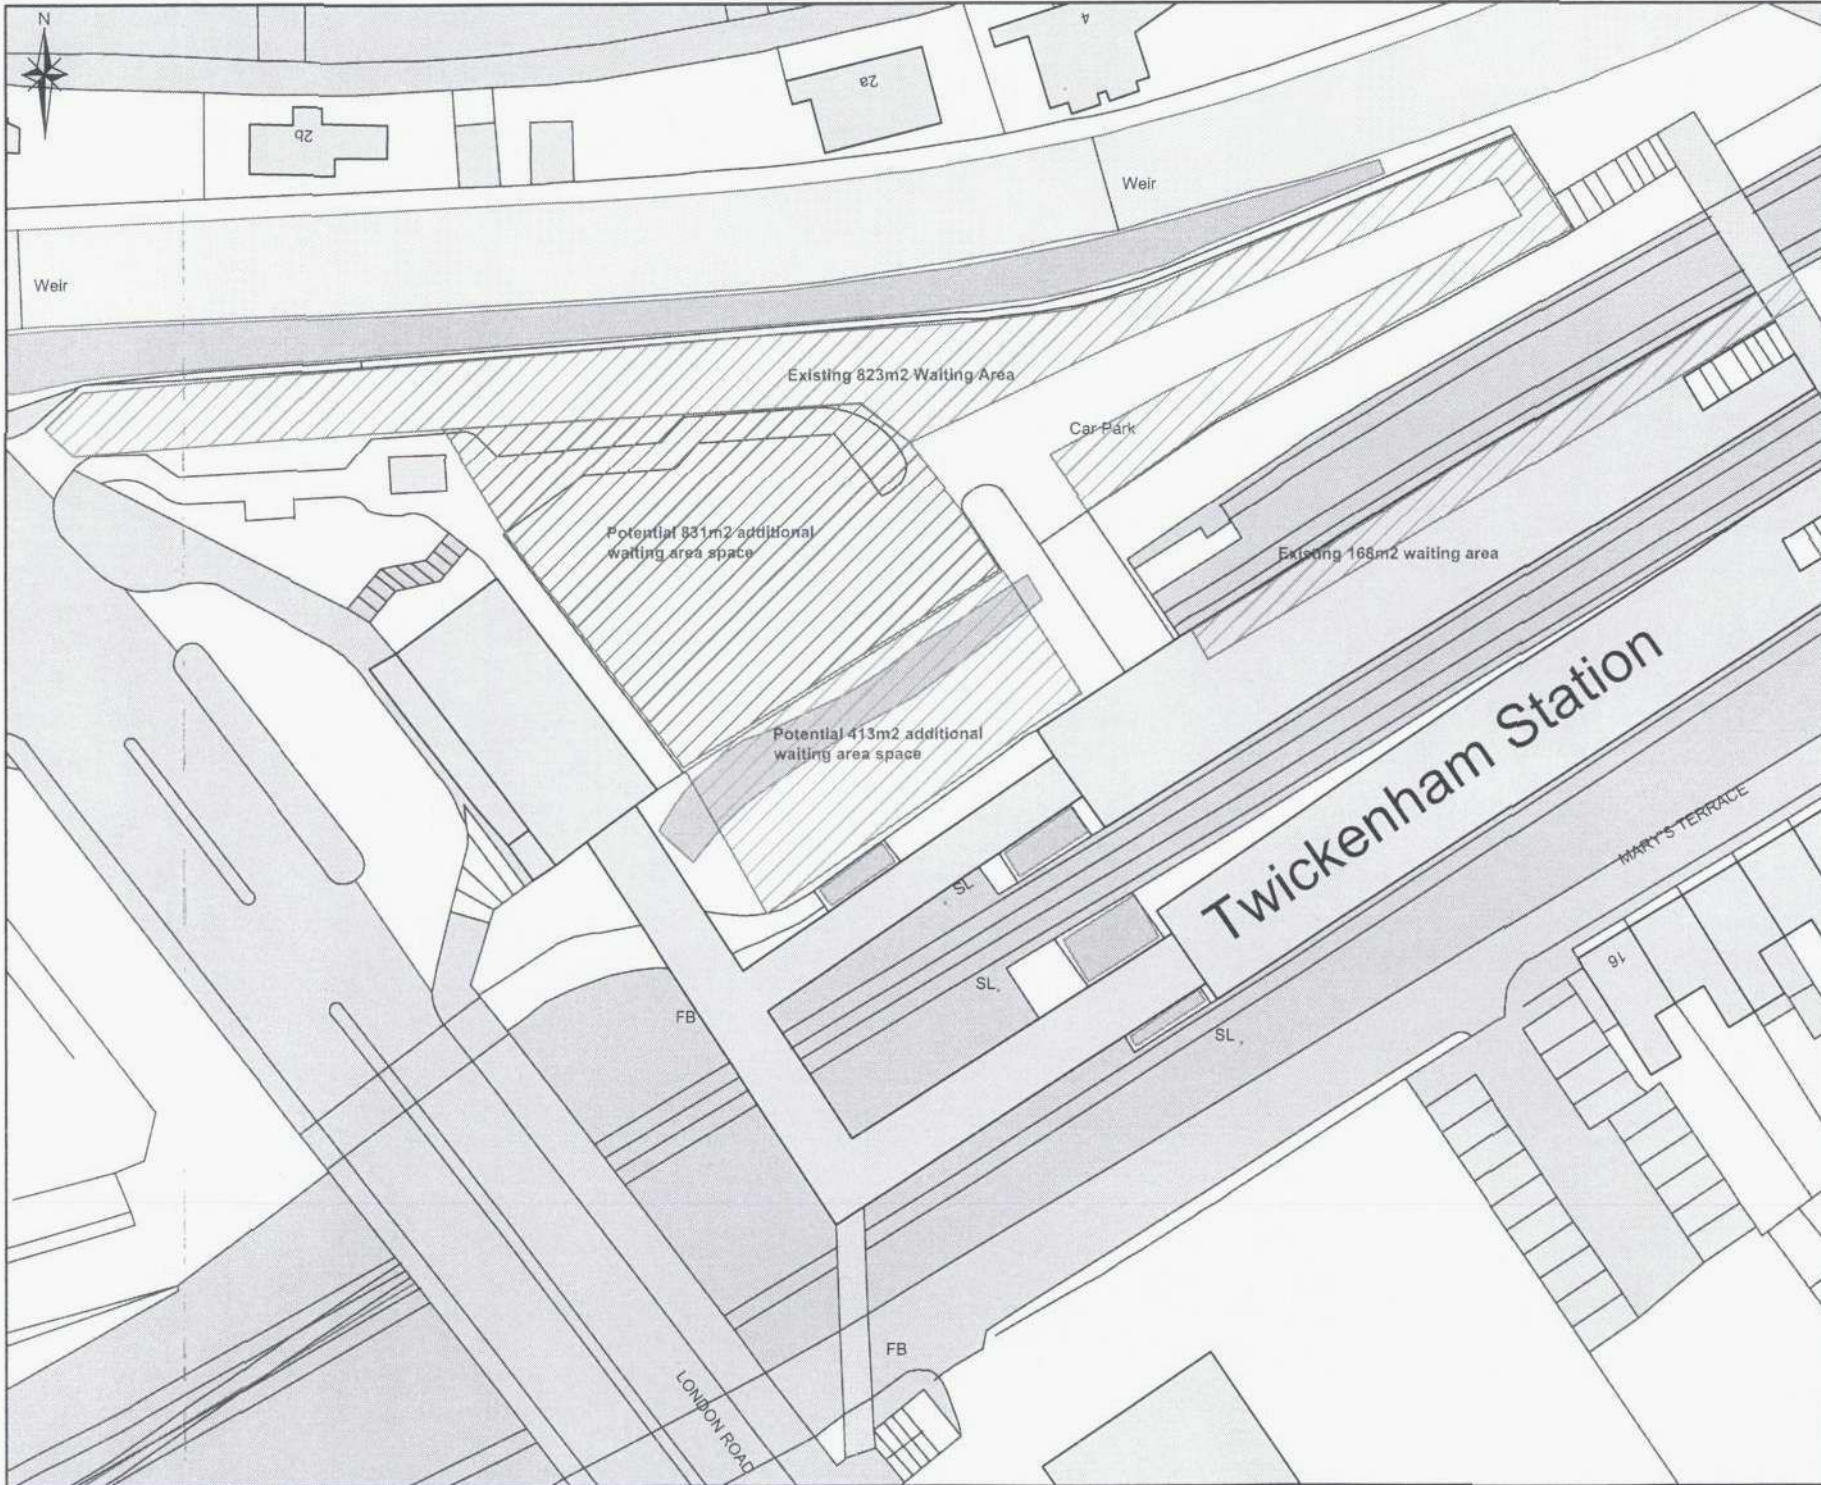 N
4
2a
2b
Weir
Weir
Existing 823m2 Waiting Area
Car Park
Potential 831m2 additional
waiting area space
Existing 168m2 waiting area
Twickenham Station
Potential 413m2 additional
waiting area space
MARY'S TERRACE
SL
16
SL
FB
SL
FB
LONDON ROAD